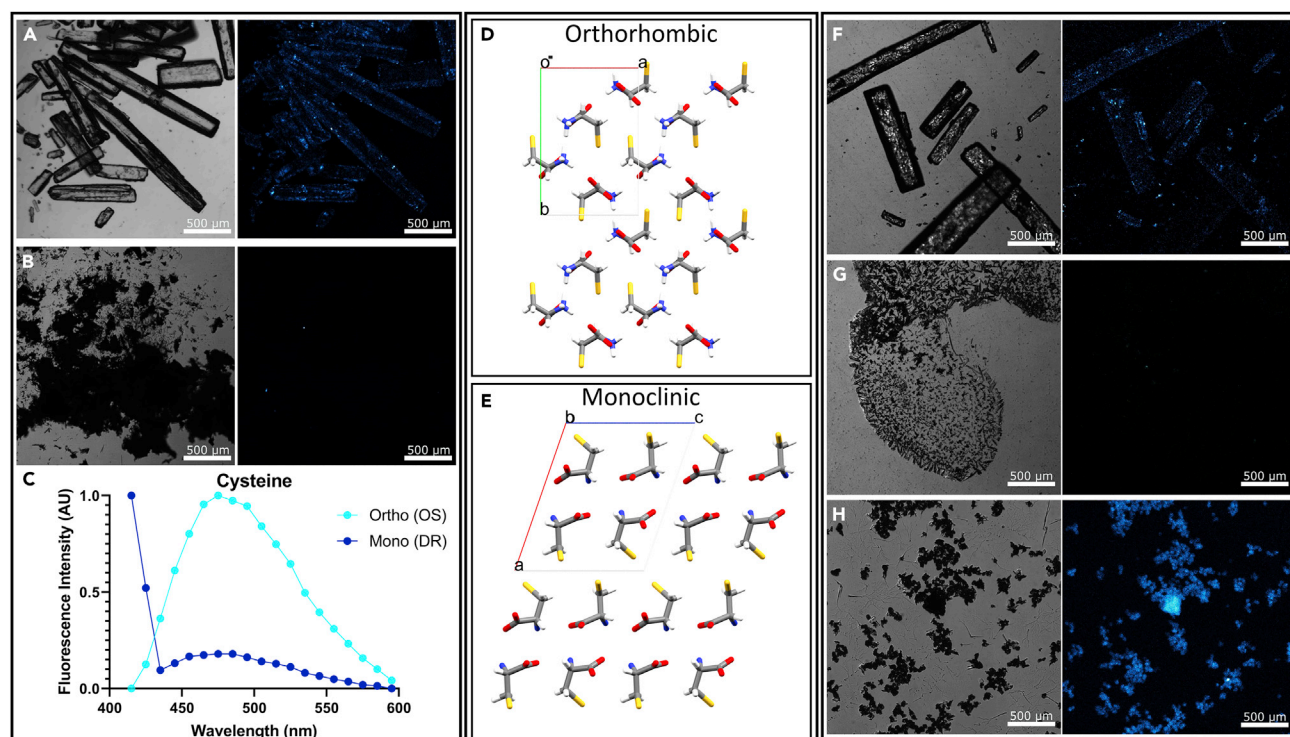 A
500 µm
500 µm
B
500 µm
500 µm
C
Cysteine
Fluorescence Intensity (AU)
1.0
0.5
0.0
Ortho (OS)
Mono (DR)
400
450
500
550
600
Wavelength (nm)
D
Orthorhombic
o
a
b
E
Monoclinic
b
c
a
F
500 µm
500 µm
G
500 µm
500 µm
H
500 µm
500 µm